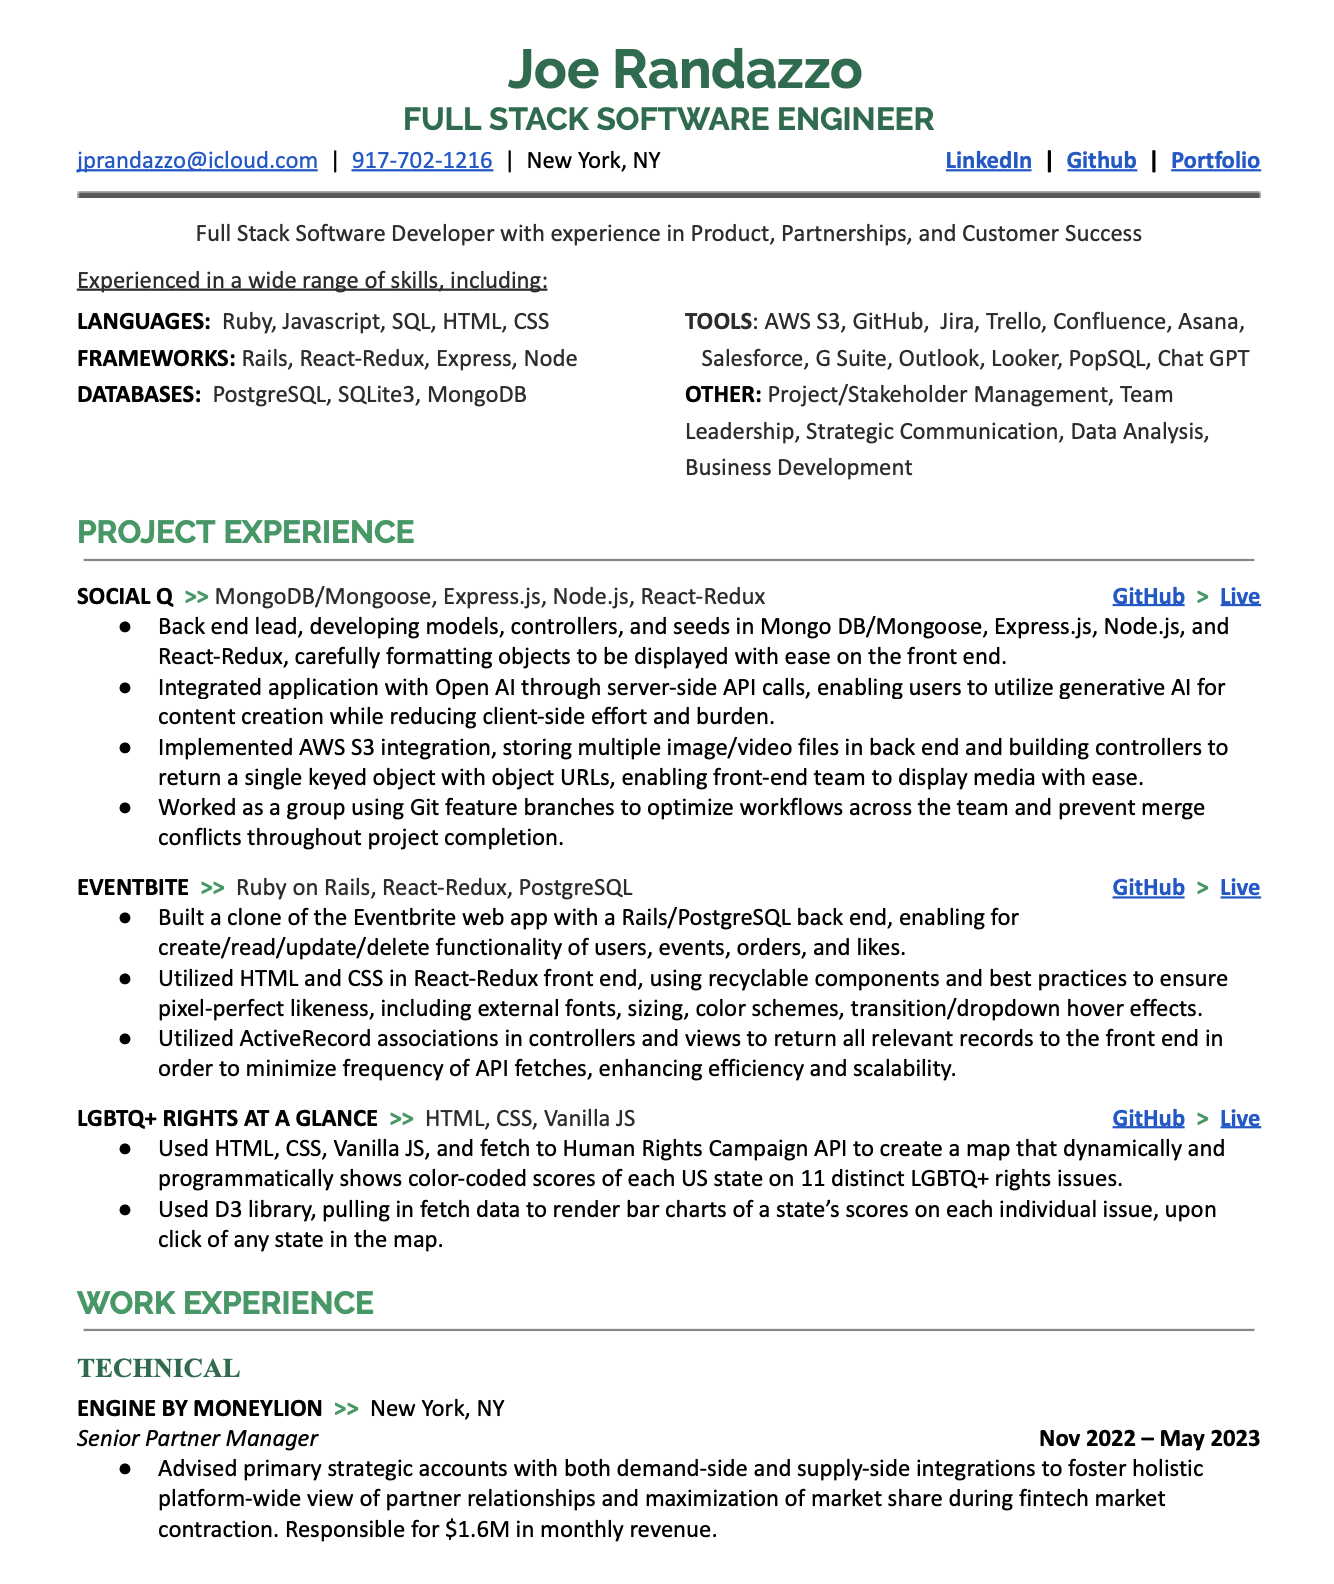 Joe Randazzo
FULL STACK SOFTWARE ENGINEER
jprandazzo@icloud.com | 917-702-1216 | New York, NY LinkedIn | Github | Portfolio
Full Stack Software Developer with experience in Product, Partnerships, and Customer Success
Experienced in a wide range of skills, including:
LANGUAGES: Ruby, Javascript, SQL, HTML, CSS
FRAMEWORKS: Rails, React-Redux, Express, Node
DATABASES: PostgreSQL, SQLite3, MongoDB
TOOLS: AWS S3, GitHub, Jira, Trello, Confluence, Asana,
Salesforce, G Suite, Outlook, Looker, PopSQL, Chat GPT
OTHER: Project/Stakeholder Management, Team
Leadership, Strategic Communication, Data Analysis,
Business Development
PROJECT EXPERIENCE
SOCIAL Q >> MongoDB/Mongoose, Express.js, Node.js, React-Redux GitHub > Live
● Back end lead, developing models, controllers, and seeds in Mongo DB/Mongoose, Express.js, Node.js, and
React-Redux, carefully formatting objects to be displayed with ease on the front end.
● Integrated application with Open AI through server-side API calls, enabling users to utilize generative AI for
content creation while reducing client-side effort and burden.
● Implemented AWS S3 integration, storing multiple image/video files in back end and building controllers to
return a single keyed object with object URLs, enabling front-end team to display media with ease.
● Worked as a group using Git feature branches to optimize workflows across the team and prevent merge
conflicts throughout project completion.
EVENTBITE >> Ruby on Rails, React-Redux, PostgreSQL GitHub > Live
● Built a clone of the Eventbrite web app with a Rails/PostgreSQL back end, enabling for
create/read/update/delete functionality of users, events, orders, and likes.
● Utilized HTML and CSS in React-Redux front end, using recyclable components and best practices to ensure
pixel-perfect likeness, including external fonts, sizing, color schemes, transition/dropdown hover effects.
● Utilized ActiveRecord associations in controllers and views to return all relevant records to the front end in
order to minimize frequency of API fetches, enhancing efficiency and scalability.
LGBTQ+ RIGHTS AT A GLANCE >> HTML, CSS, Vanilla JS GitHub > Live
● Used HTML, CSS, Vanilla JS, and fetch to Human Rights Campaign API to create a map that dynamically and
programmatically shows color-coded scores of each US state on 11 distinct LGBTQ+ rights issues.
● Used D3 library, pulling in fetch data to render bar charts of a state’s scores on each individual issue, upon
click of any state in the map.
WORK EXPERIENCE
TECHNICAL
ENGINE BY MONEYLION >> New York, NY
Senior Partner Manager Nov 2022 – May 2023
● Advised primary strategic accounts with both demand-side and supply-side integrations to foster holistic
platform-wide view of partner relationships and maximization of market share during fintech market
contraction. Responsible for $1.6M in monthly revenue.